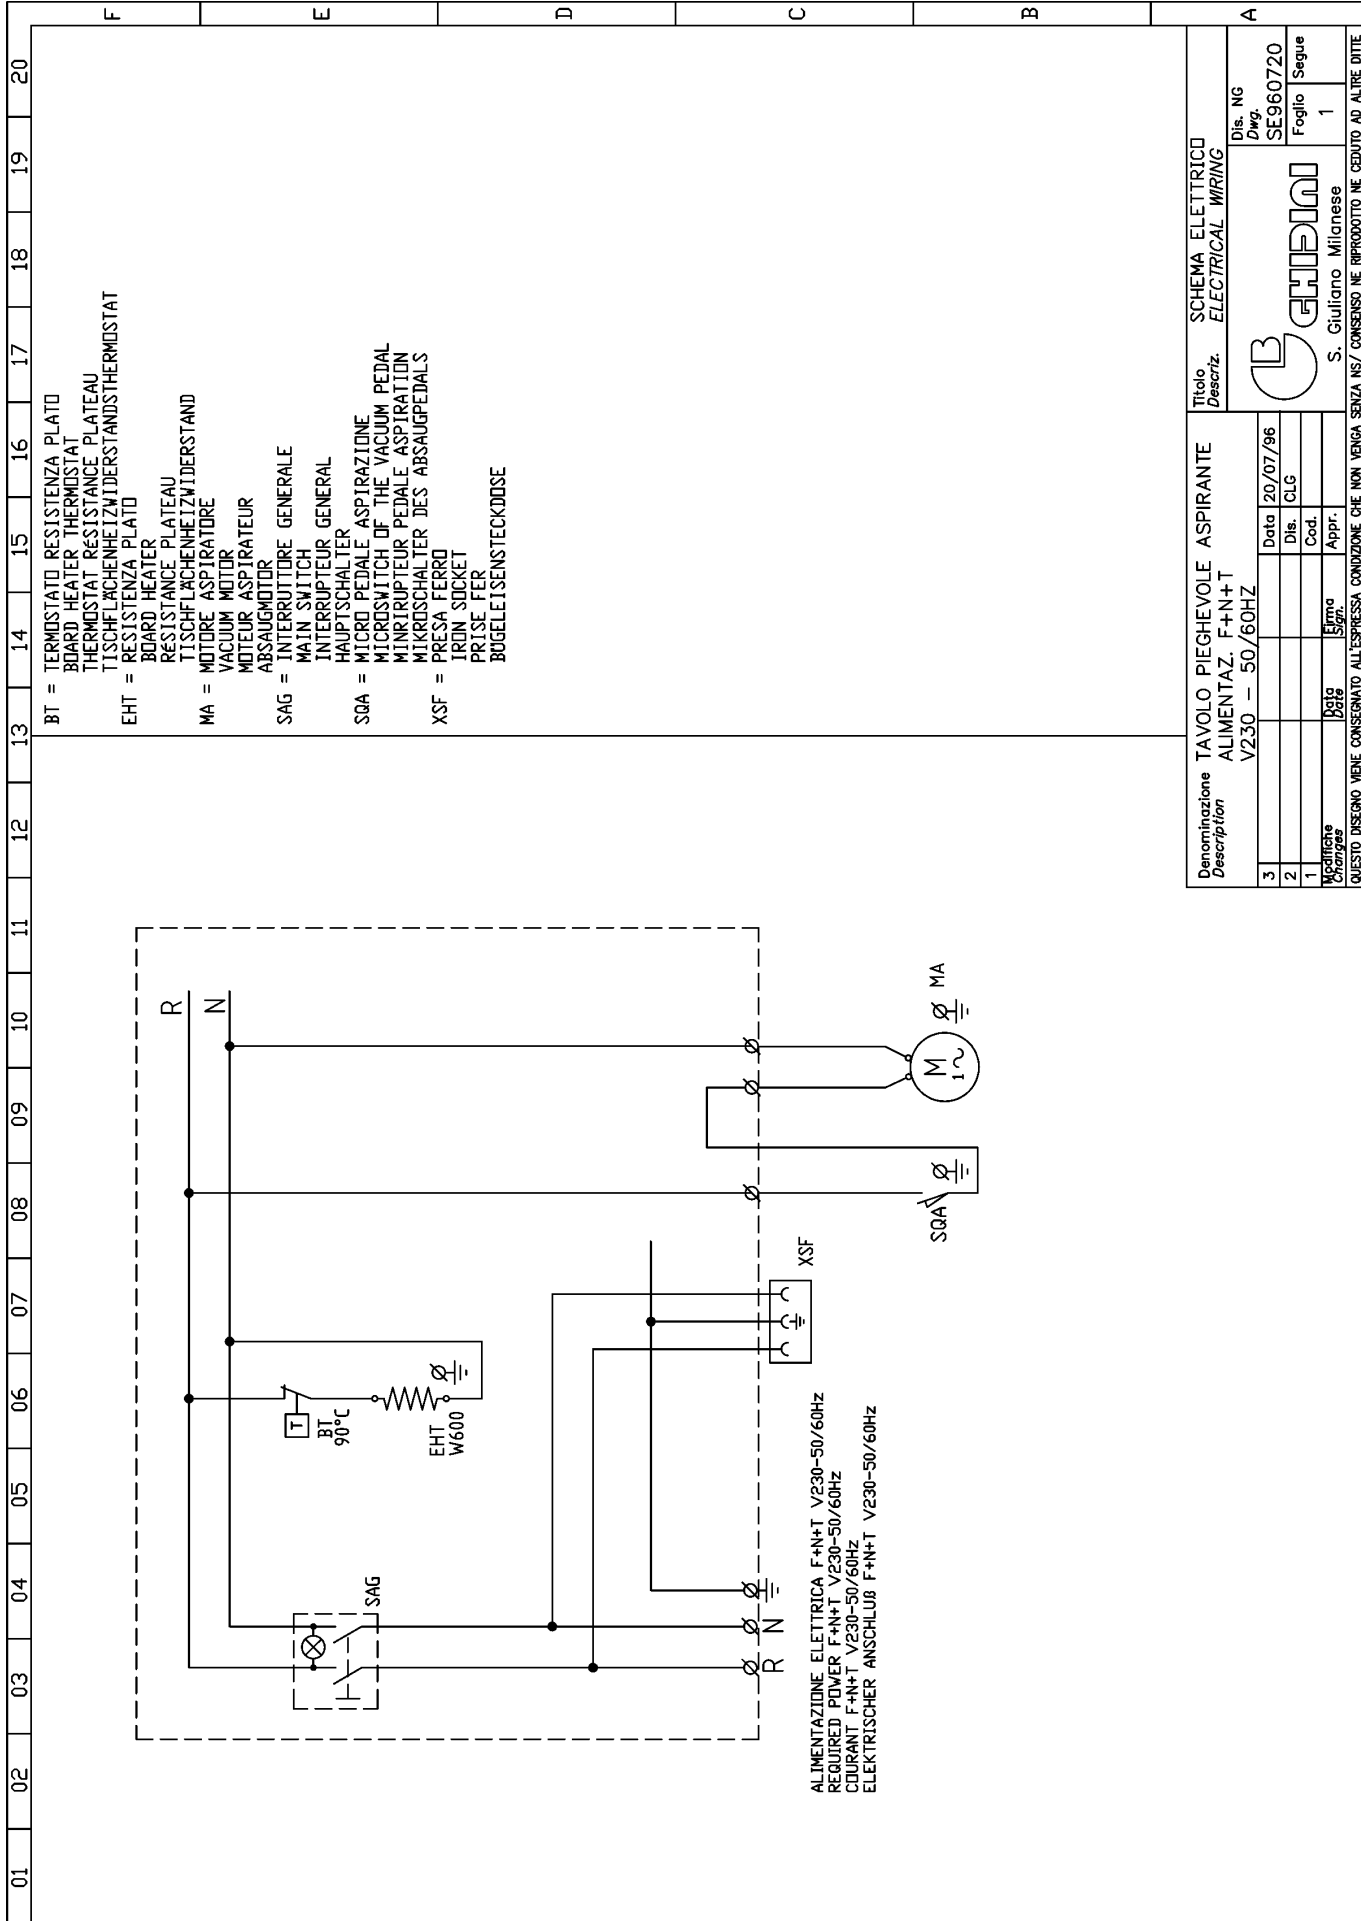 01 02 03 04 05 06 07 08 09 10 11 12 13 14 15 16 17 18 19 20
F
E
D
C
B
A
BT = TERMOSTATO RESISTENZA PLATO
BOARD HEATER THERMOSTAT
THERMOSTAT RÉSISTANCE PLATEAU
TISCHFLÄCHENHEIZWIDERSTANDSTHERMOSTAT
EHT = RESISTENZA PLATO
BOARD HEATER
RÉSISTANCE PLATEAU
TISCHFLÄCHENHEIZWIDERSTAND
MA = MOTORE ASPIRATORE
VACUUM MOTOR
MOTEUR ASPIRATEUR
ABSAUGMOTOR
SAG = INTERRUTTORE GENERALE
MAIN SWITCH
INTERRUPTEUR GENERAL
HAUPTSCHALTER
SQA = MICRO PEDALE ASPIRAZIONE
MICROSWITCH OF THE VACUUM PEDAL
MINRIRUPTEUR PEDALE ASPIRATION
MIKROSCHALTER DES ABSAUGPEDALS
XSF = PRESA FERRO
IRON SOCKET
PRISE FER
BÜGELEISENSTECKDOSE
R
N
T
BT
90°C
EHT
W600
SAG
R
N
XSF
SQA
M
1~
MA
ALIMENTAZIONE ELETTRICA F+N+T V230-50/60Hz
REQUIRED POWER F+N+T V230-50/60Hz
COURANT F+N+T V230-50/60Hz
ELEKTRISCHER ANSCHLUß F+N+T V230-50/60Hz
Denominazione
Description
TAVOLO PIEGHEVOLE ASPIRANTE
ALIMENTAZ. F+N+T
V230 - 50/60HZ
Titolo
Descriz.
SCHEMA ELETTRICO
ELECTRICAL WIRING
3
2
1
Modifiche
Changes
Data
Date
Firma
Sign.
Data 20/07/96
Dis. CLG
Cod.
Appr.
GB GHIDINI
S. Giuliano Milanese
Dis. NG
Dwg.
SE960720
Foglio
1
Segue
QUESTO DISEGNO VIENE CONSEGNATO ALL'ESPRESSA CONDIZIONE CHE NON VENGA SENZA NS/ CONSENSO NE RIPRODOTTO NE CEDUTO AD ALTRE DITTE